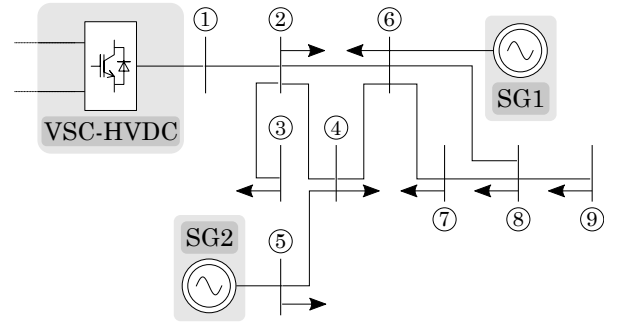 ① ② ⑥
SG1
VSC-HVDC ③ ④
⑦ ⑧ ⑨
SG2 ⑤